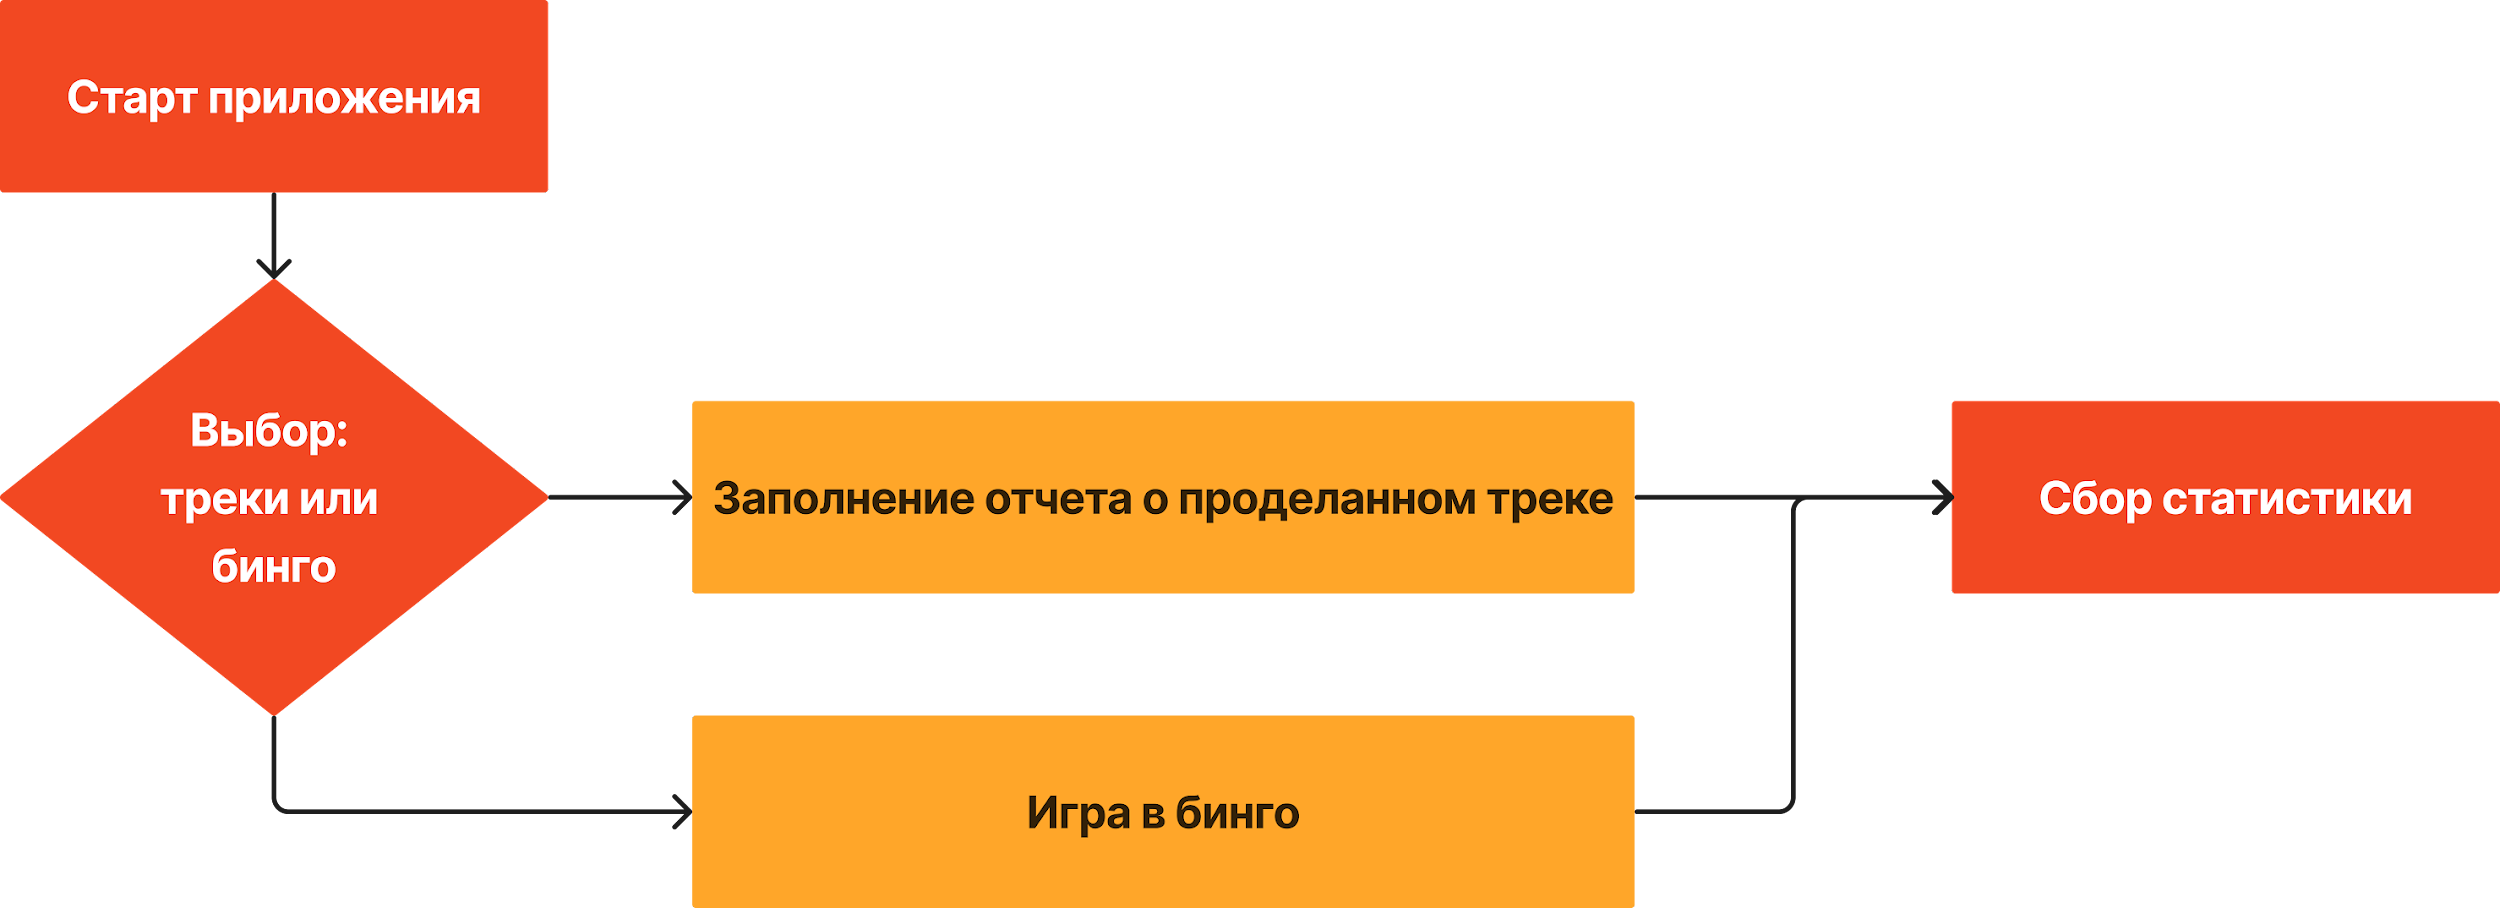 Старт приложения
Выбор:
треки или
бинго
Заполнение отчета о проделанном треке
Игра в бинго
Сбор статистики